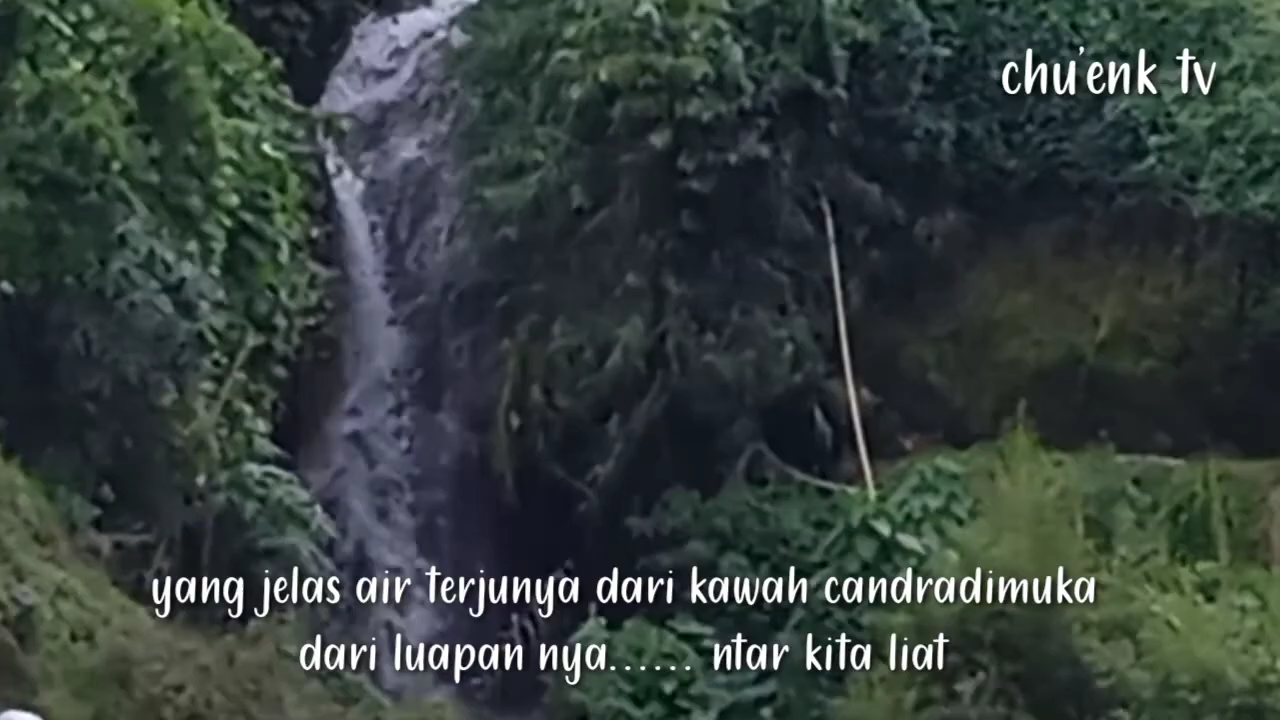 chu'enk tv
yang jelas air terjunya dari kawah candradimuka
dari luapan nya...... ntar kita liat